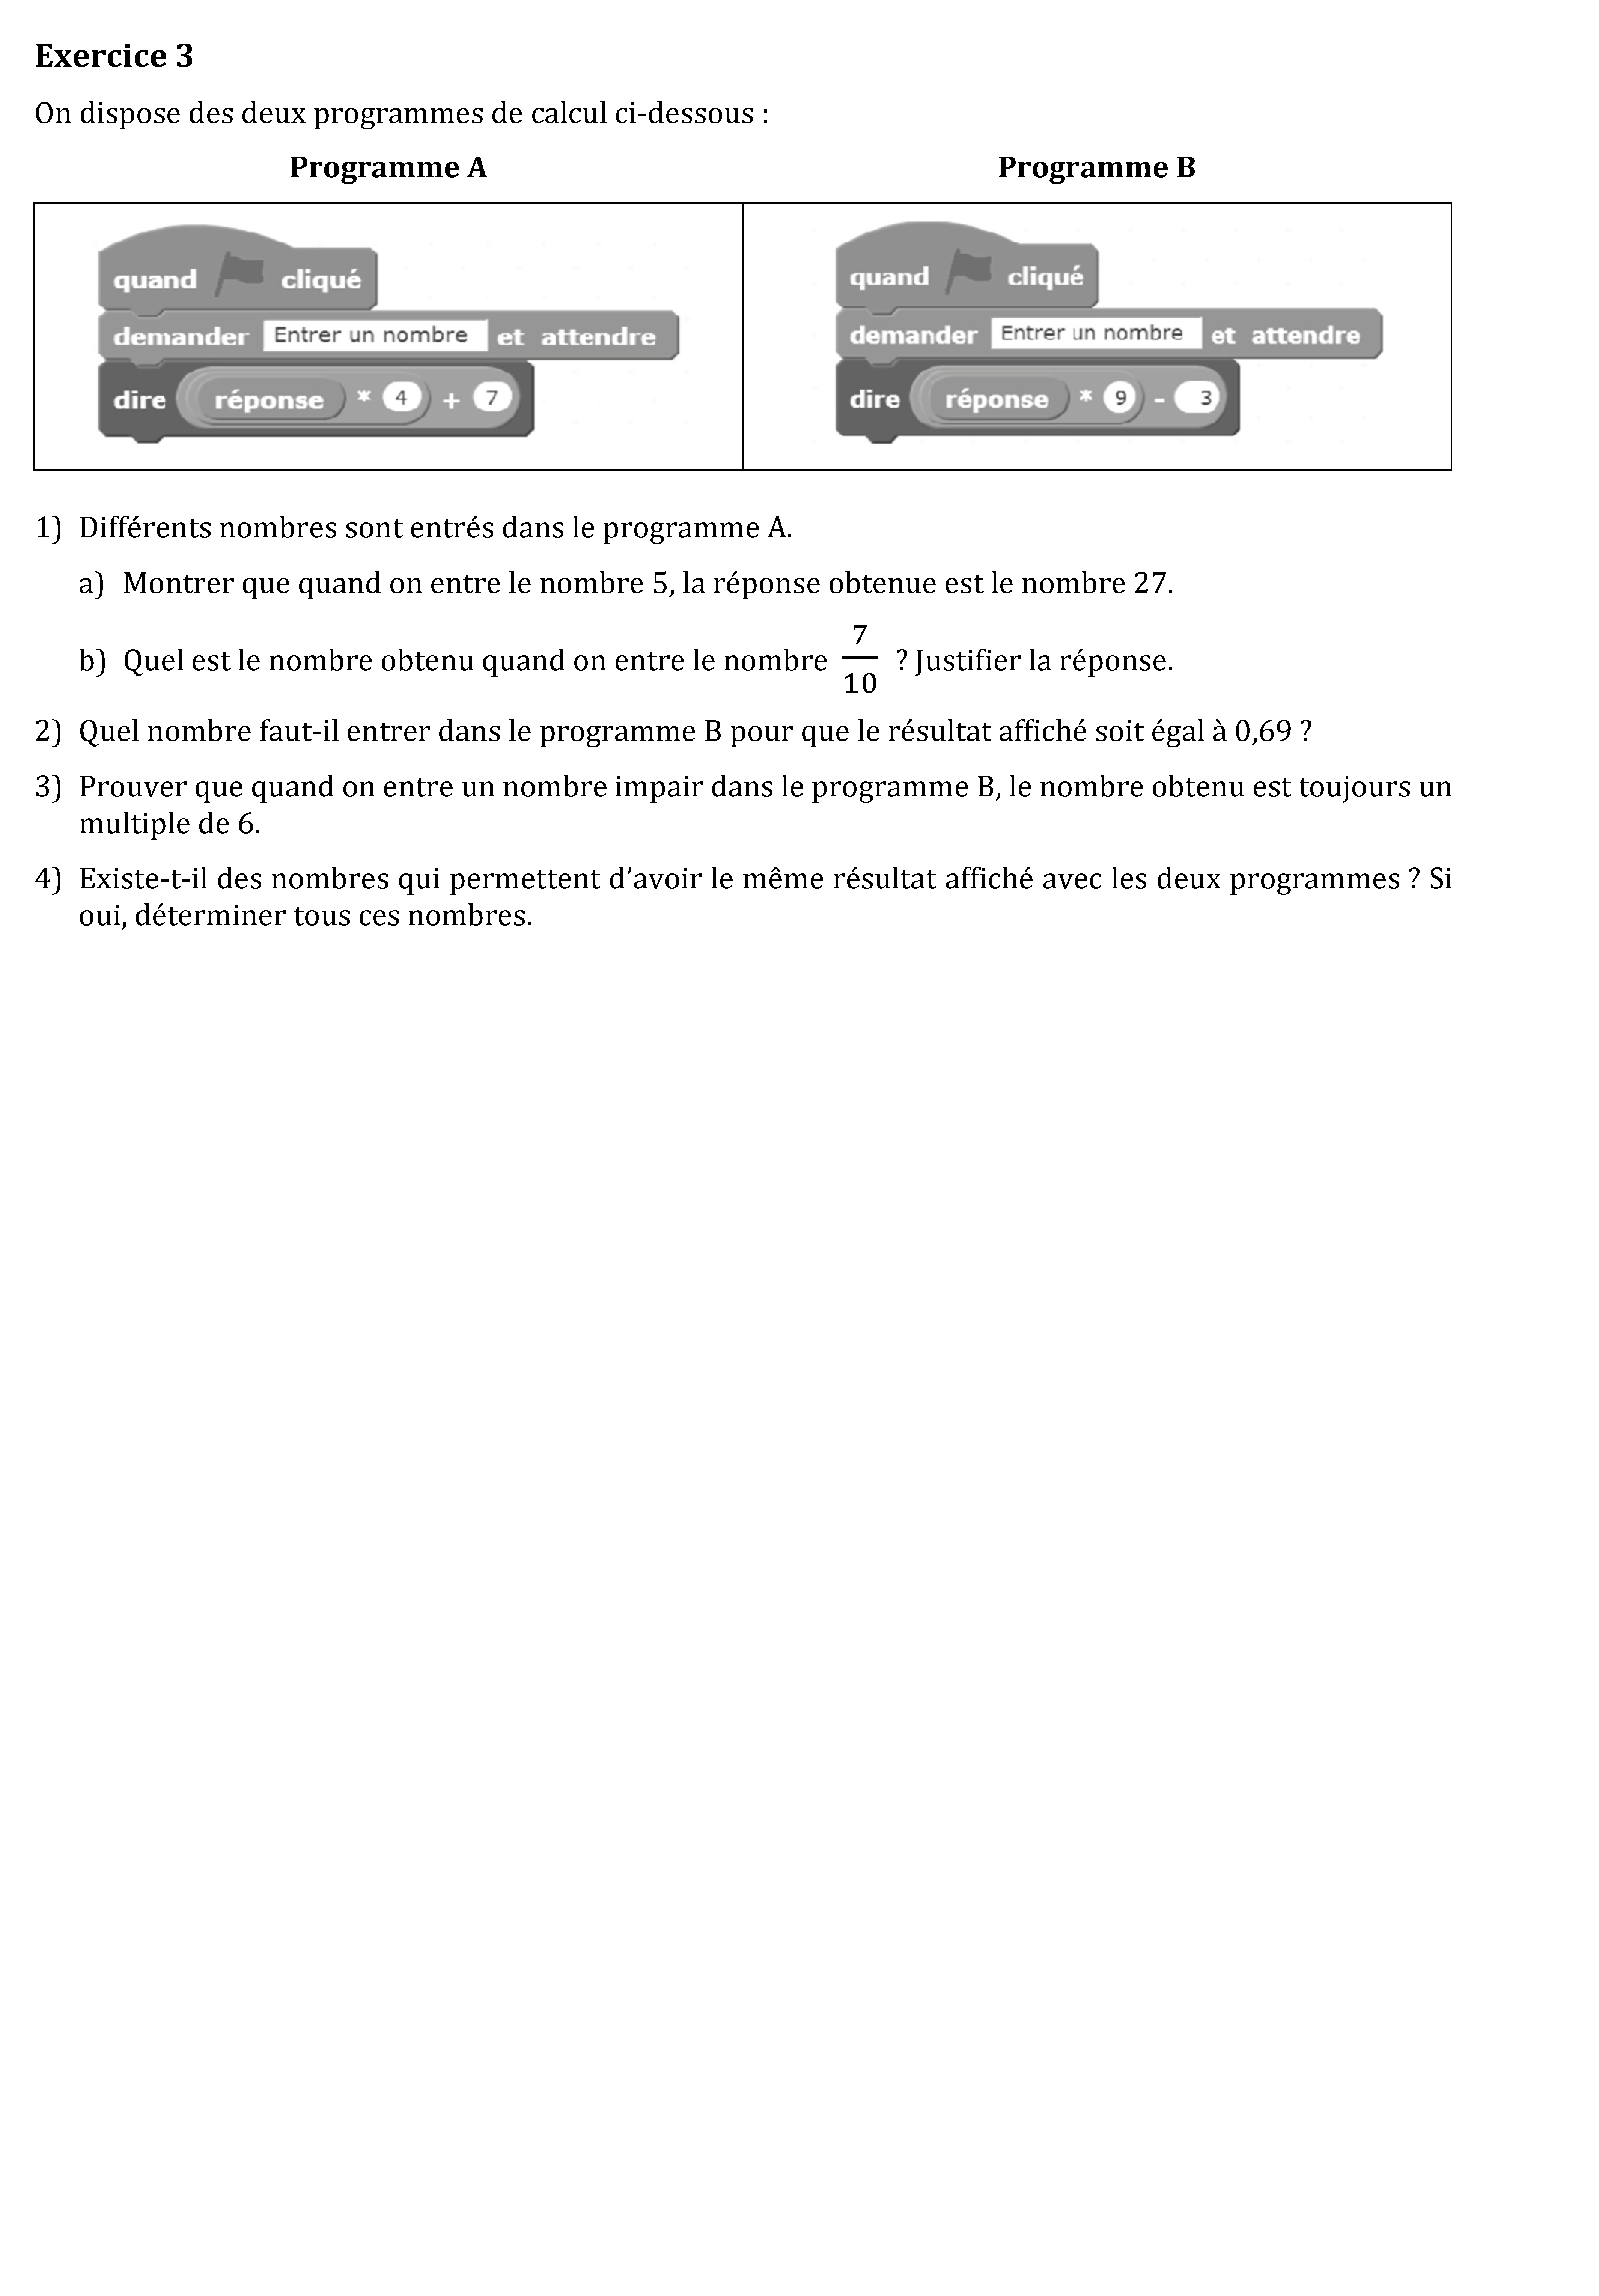 Exercice 3
On dispose des deux programmes de calcul ci-dessous :
Programme A
Programme B
quand cliqué
demander Entrer un nombre et attendre
dire réponse * 4 + 7
quand cliqué
demander Entrer un nombre et attendre
dire réponse * 9 - 3
1) Différents nombres sont entrés dans le programme A.
a) Montrer que quand on entre le nombre 5, la réponse obtenue est le nombre 27.
b) Quel est le nombre obtenu quand on entre le nombre 7/10 ? Justifier la réponse.
2) Quel nombre faut-il entrer dans le programme B pour que le résultat affiché soit égal à 0,69 ?
3) Prouver que quand on entre un nombre impair dans le programme B, le nombre obtenu est toujours un
multiple de 6.
4) Existe-t-il des nombres qui permettent d’avoir le même résultat affiché avec les deux programmes ? Si
oui, déterminer tous ces nombres.